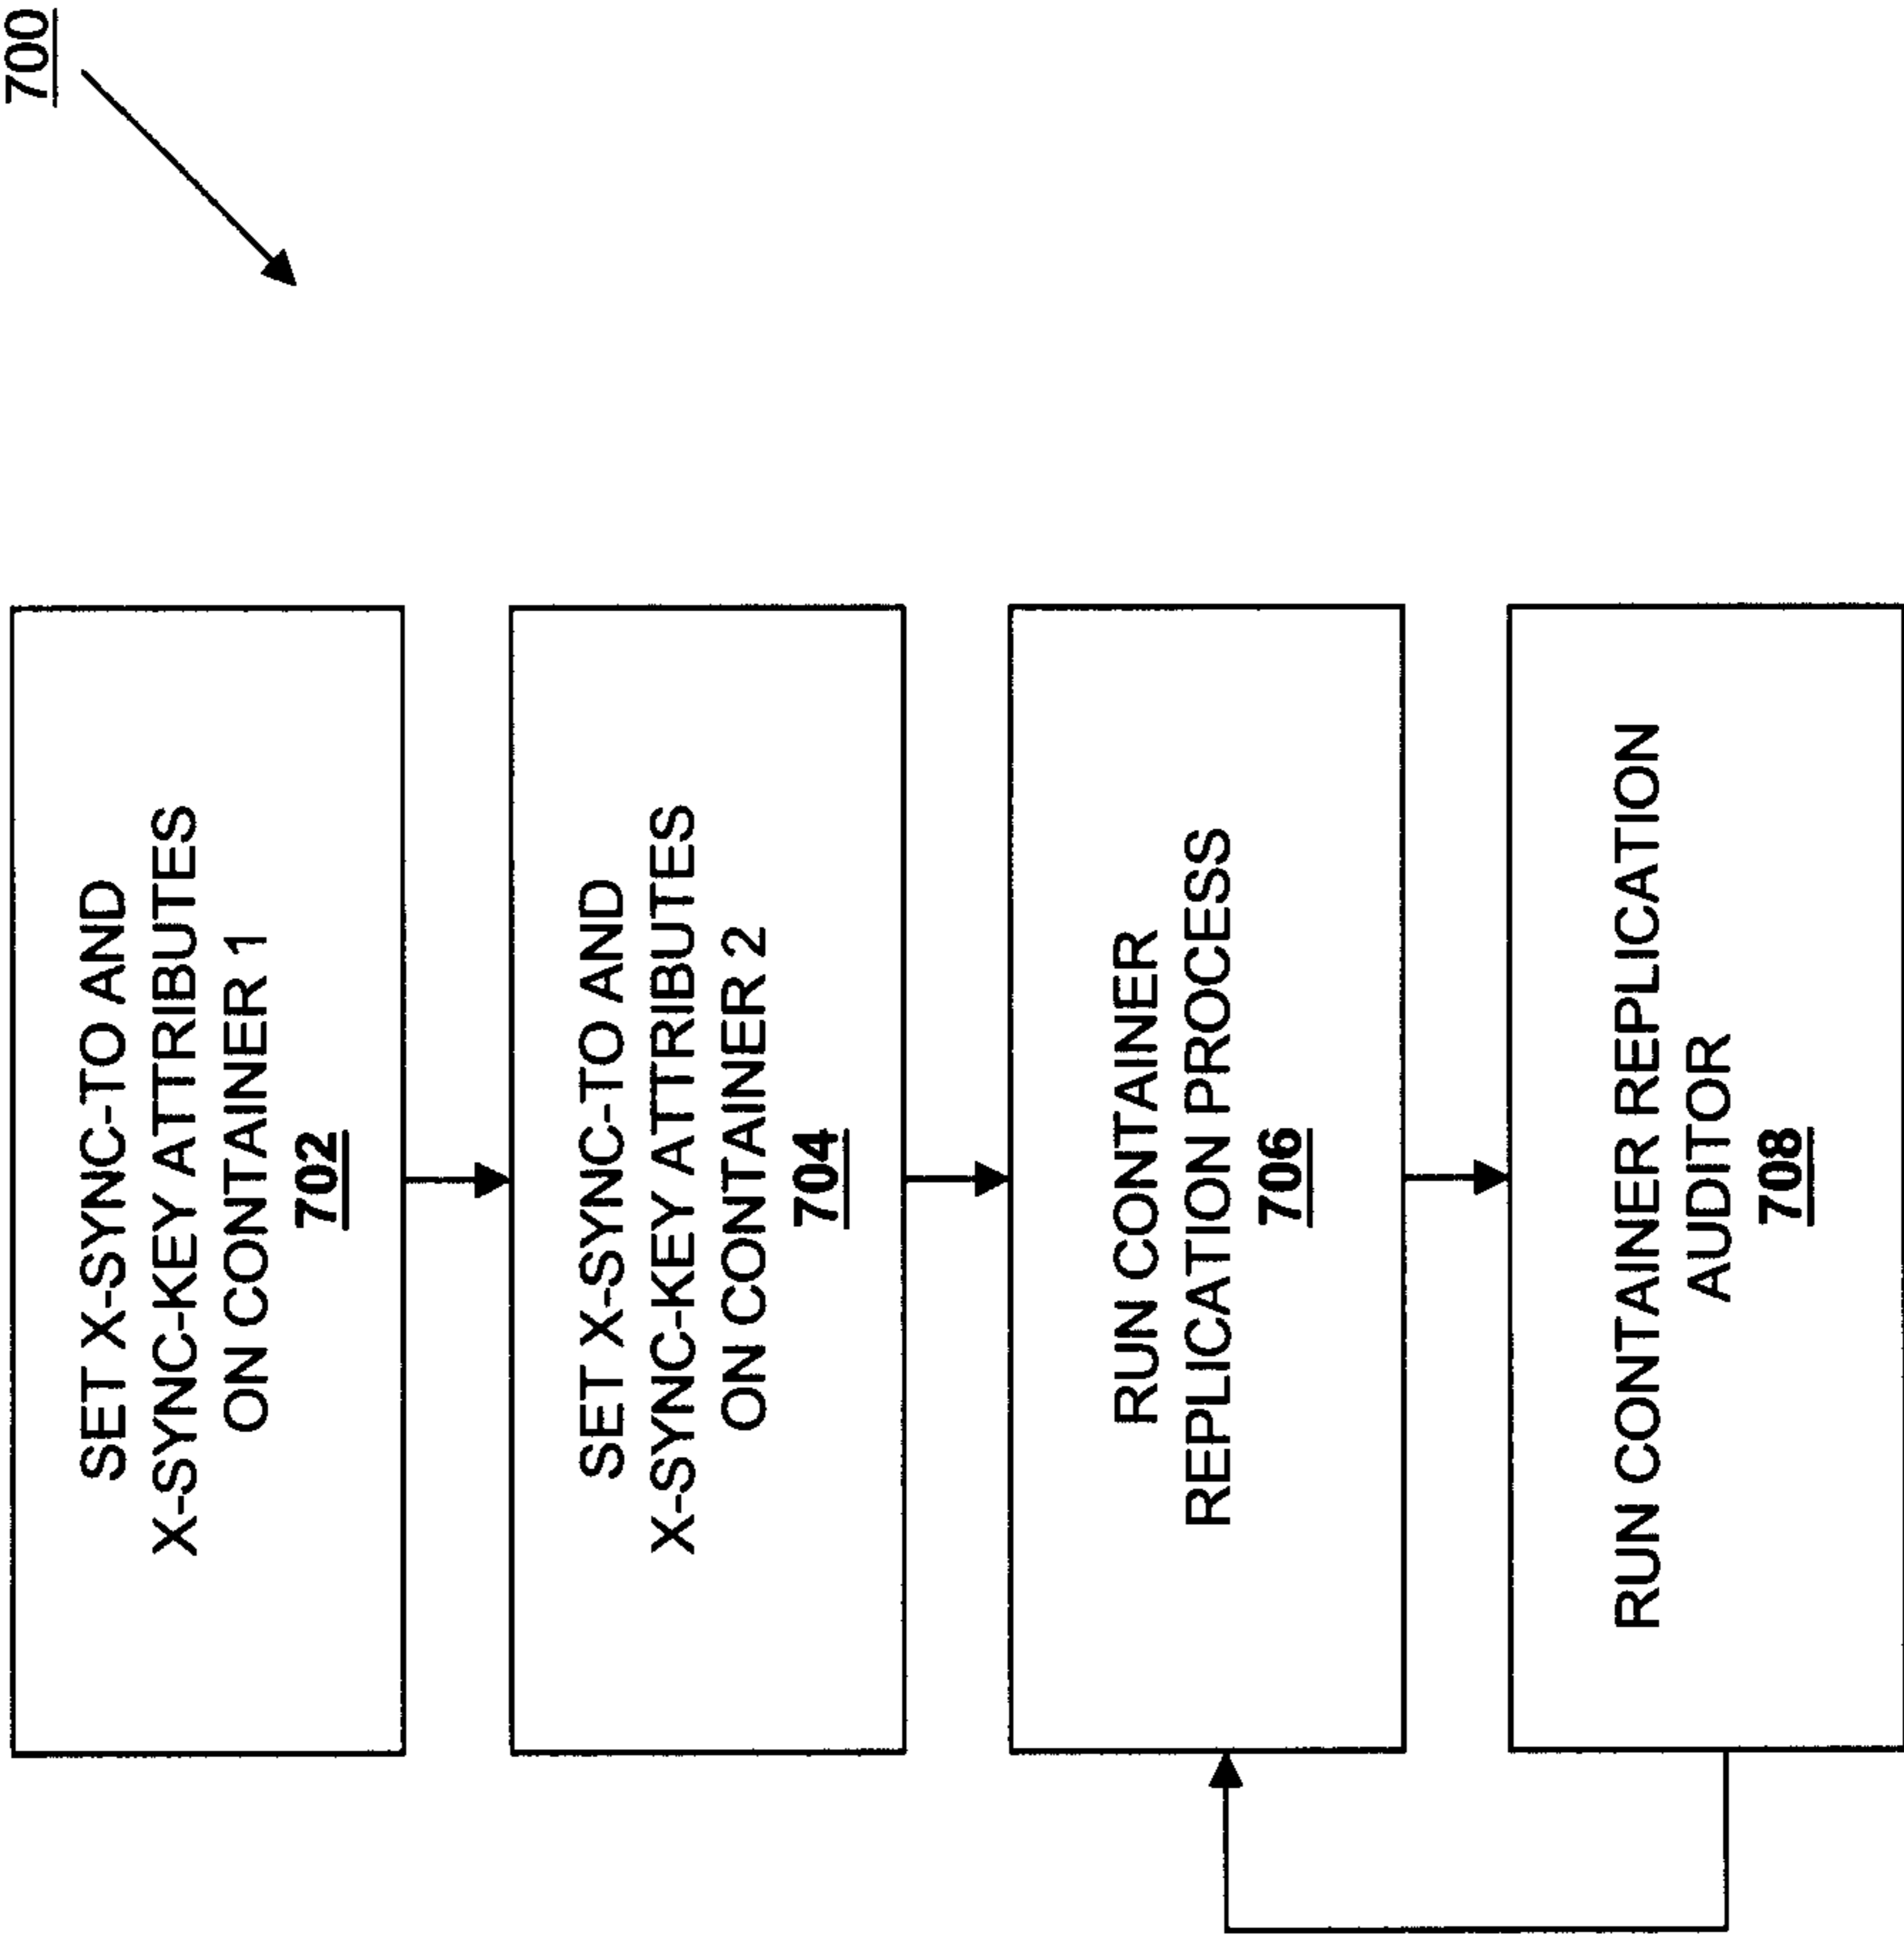 700
SET X-SYNC-TO AND
X-SYNC-KEY ATTRIBUTES
ON CONTAINER 1
702
SET X-SYNC-TO AND
X-SYNC-KEY ATTRIBUTES
ON CONTAINER 2
704
RUN CONTAINER
REPLICATION PROCESS
706
RUN CONTAINER REPLICATION
AUDITOR
708